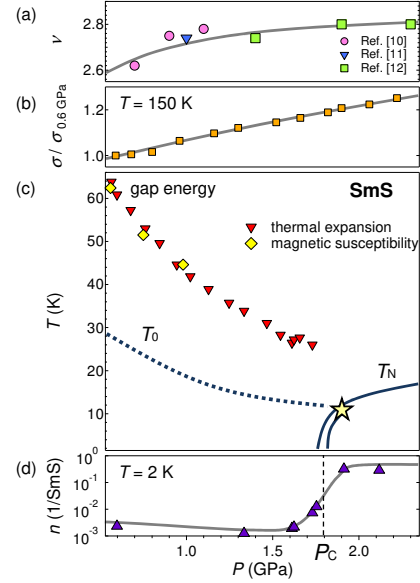 (a)
ν
2.8
2.6
Ref. [10]
Ref. [11]
Ref. [12]
(b)
σ/ σ0.6 GPa
1.2
1.0
T = 150 K
(c)
gap energy
SmS
thermal expansion
magnetic susceptibility
T (K)
60
50
40
30
20
10
0
T0
TN
(d)
T = 2 K
n (1/SmS)
10^0
10^-1
10^-2
10^-3
1.0
1.5
2.0
P (GPa)
PC